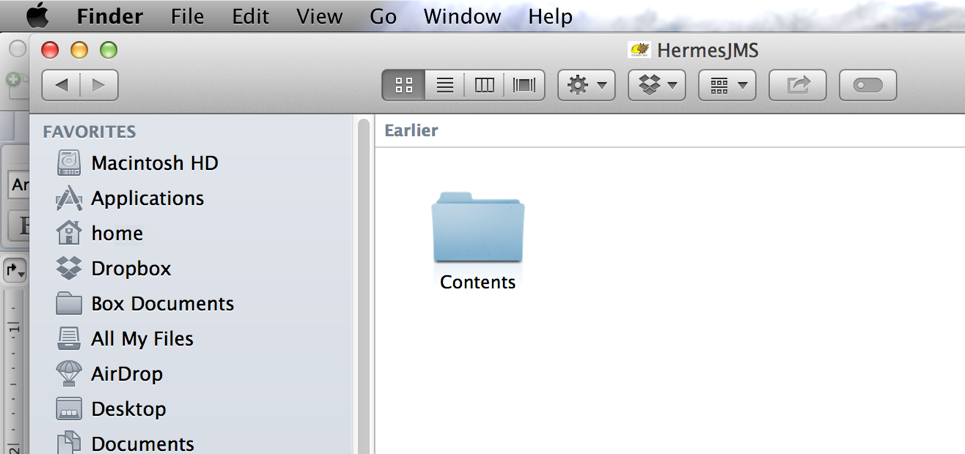 Finder File Edit View Go Window Help
HermesJMS
FAVORITES
Macintosh HD
Applications
home
Dropbox
Box Documents
All My Files
AirDrop
Desktop
Documents
Earlier
Contents